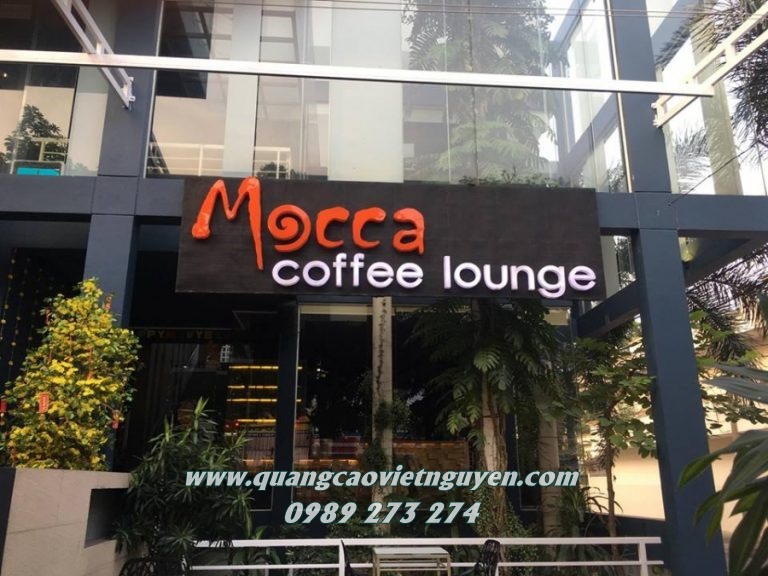 Mocca
coffee lounge
www.quangcaovietnguyen.com
0989 273 274